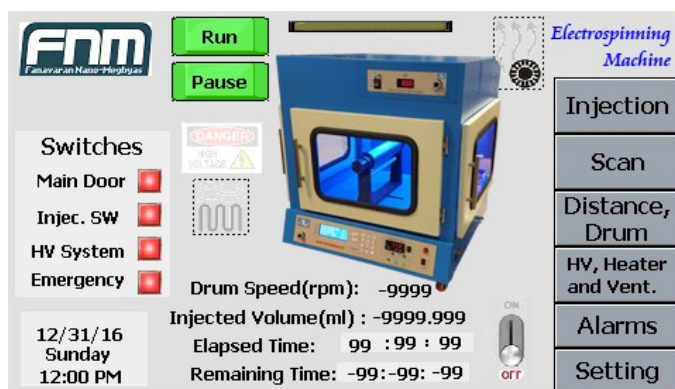 FNM
Fanavaran Nano-Meghyas
Run
Pause
Electrospinning
Machine
DANGER
HIGH
VOLTAGE
Switches
Main Door
Injec. SW
HV System
Emergency
12/31/16
Sunday
12:00 PM
Drum Speed(rpm): -9999
Injected Volume(ml) : -9999.999
Elapsed Time: 99 :99 : 99
Remaining Time: -99:-99: -99
ON
OFF
Injection
Scan
Distance,
Drum
HV, Heater
and Vent.
Alarms
Setting